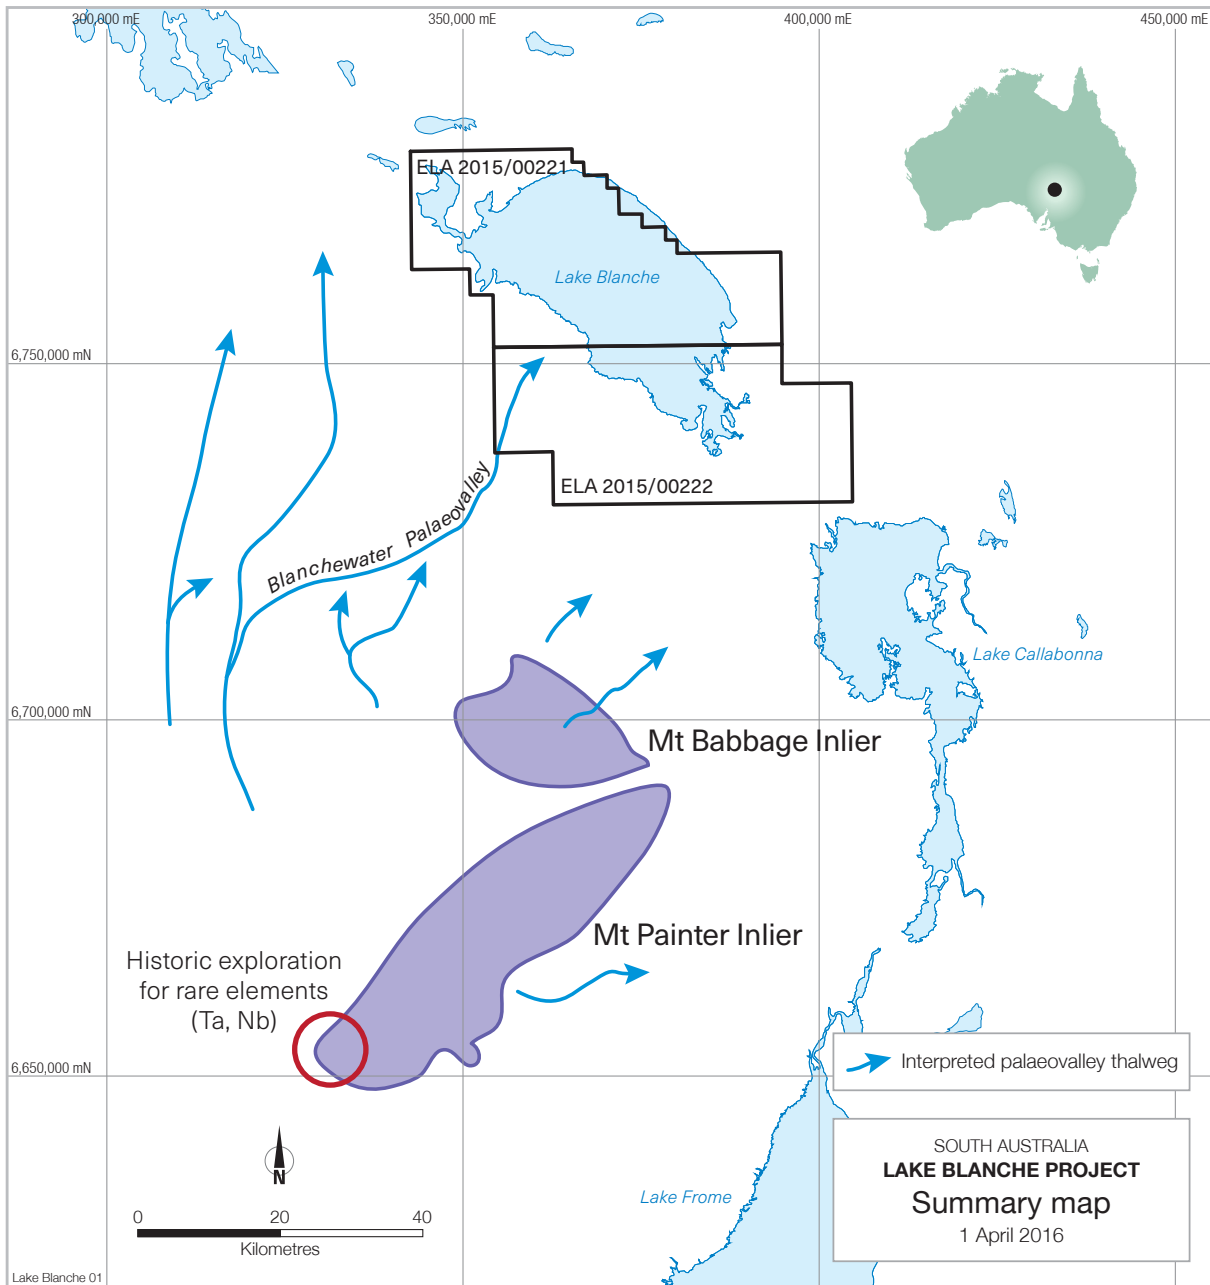 300,000 mE
350,000 mE
400,000 mE
450,000 mE
ELA 2015/00221
Lake Blanche
6,750,000 mN
ELA 2015/00222
Blanchewater Palaeovalley
Lake Callabonna
6,700,000 mN
Mt Babbage Inlier
Mt Painter Inlier
Historic exploration
for rare elements
(Ta, Nb)
6,650,000 mN
Interpreted palaeovalley thalweg
N
SOUTH AUSTRALIA
LAKE BLANCHE PROJECT
Summary map
1 April 2016
Lake Frome
0 20 40
Kilometres
Lake Blanche 01